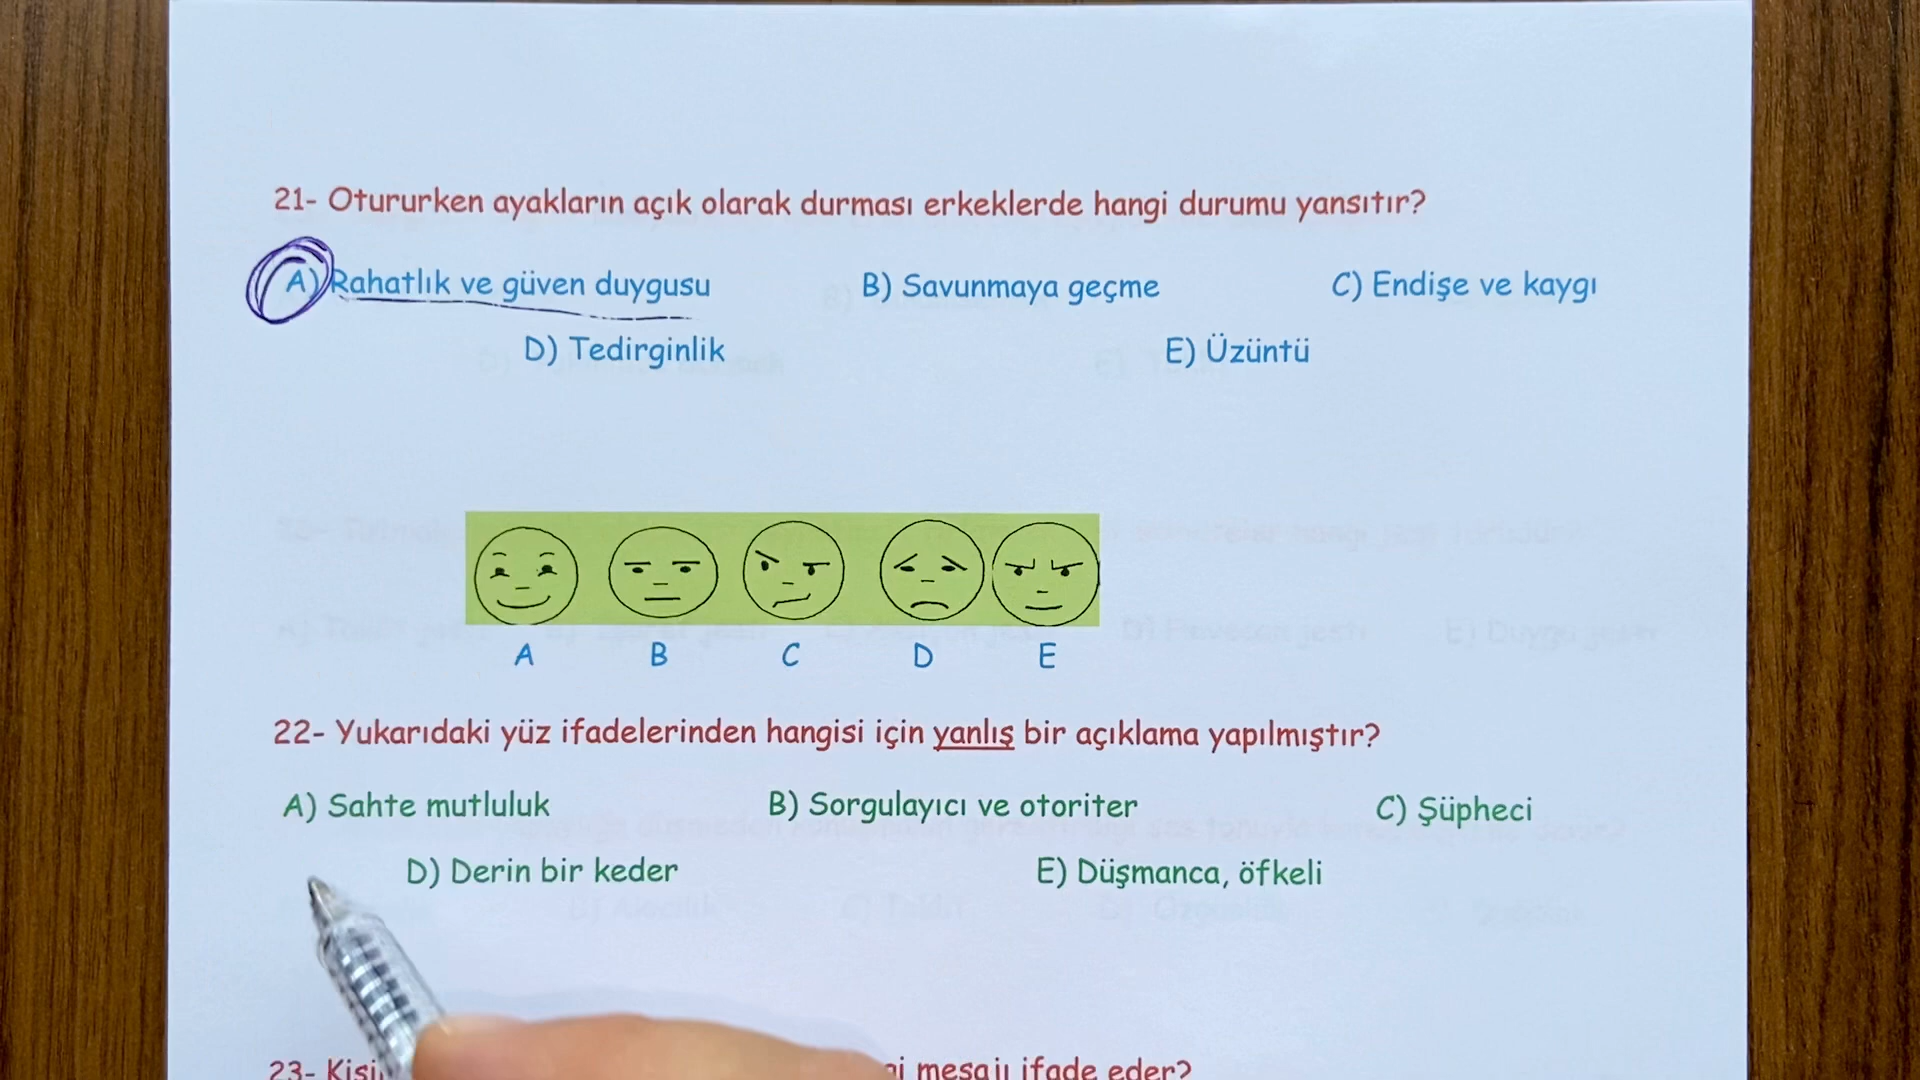 21- Otururken ayakların açık olarak durması erkeklerde hangi durumu yansıtır?
A) Rahatlık ve güven duygusu B) Savunmaya geçme C) Endişe ve kaygı
D) Tedirginlik E) Üzüntü
A B C D E
22- Yukarıdaki yüz ifadelerinden hangisi için yanlış bir açıklama yapılmıştır?
A) Sahte mutluluk B) Sorgulayıcı ve otoriter C) Şüpheci
D) Derin bir keder E) Düşmanca, öfkeli
23- mesajı ifade eder?